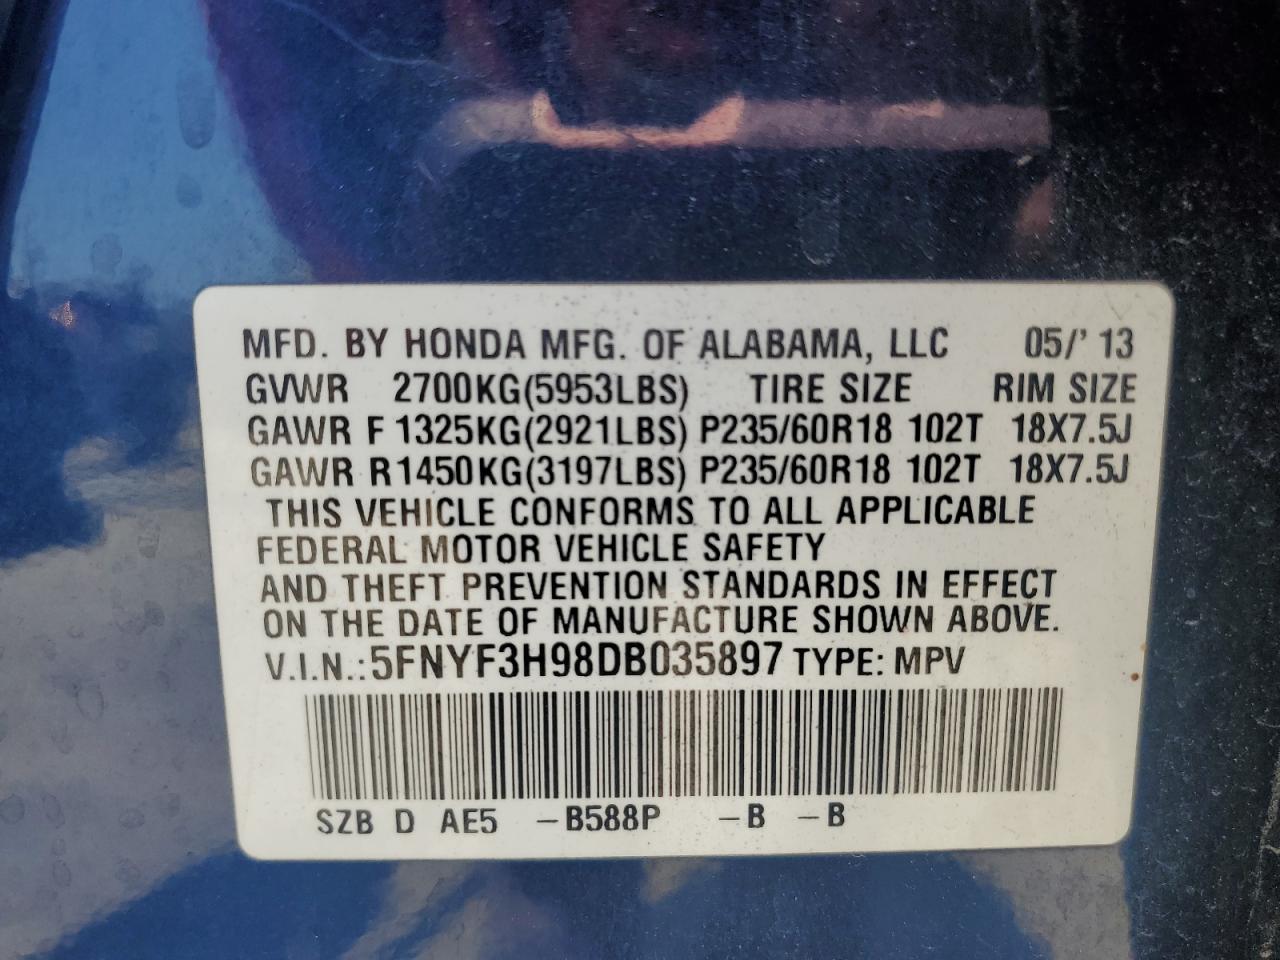 MFD. BY HONDA MFG. OF ALABAMA, LLC 05/' 13
GVWR 2700KG(5953LBS) TIRE SIZE RIM SIZE
GAWR F 1325KG(2921LBS) P235/60R18 102T 18X7.5J
GAWR R 1450KG(3197LBS) P235/60R18 102T 18X7.5J
THIS VEHICLE CONFORMS TO ALL APPLICABLE
FEDERAL MOTOR VEHICLE SAFETY
AND THEFT PREVENTION STANDARDS IN EFFECT
ON THE DATE OF MANUFACTURE SHOWN ABOVE.
V.I.N.:5FNYF3H98DB035897 TYPE: MPV
SZB D AE5 –B588P –B –B